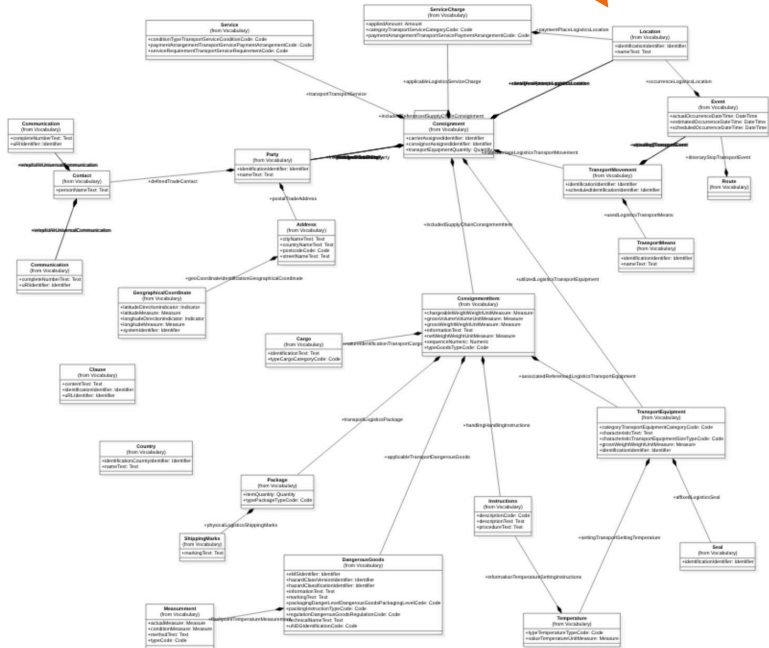 Service
(from Vocabulary)
+conditionTypeTransportServiceConditionCode: Code
+paymentArrangementTransportServicePaymentArrangementCode: Code
+serviceRequirementTransportServiceRequirementCode: Code
ServiceCharge
(from Vocabulary)
+appliedAmount: Amount
+serviceCategoryTransportServiceCategoryCode: Code
+paymentArrangementTransportServicePaymentArrangementCode: Code
+paymentPlaceLogisticsLocation
Location
(from Vocabulary)
+identificationIdentifier: Identifier
+nameText: Text
+applicableLogisticsServiceCharge
+occurrenceLogisticsLocation
+transportTransportService
Event
(from Vocabulary)
+actualOccurrenceDateTime: DateTime
+estimatedOccurrenceDateTime: DateTime
+scheduledOccurrenceDateTime: DateTime
Communication
(from Vocabulary)
+completeNumberText: Text
+uRIIdentifier: Identifier
Consignment
(from Vocabulary)
+carrierAssignedIdentifier: Identifier
+consignorAssignedIdentifier: Identifier
+transportEquipmentQuantity: Quantity
Party
(from Vocabulary)
+identificationIdentifier: Identifier
+nameText: Text
+itineraryStopTransportEvent
Contact
(from Vocabulary)
+personNameText: Text
+definedTradeContact
TransportMovement
(from Vocabulary)
+identificationIdentifier: Identifier
+scheduledIdentificationIdentifier: Identifier
Route
(from Vocabulary)
+postalTradeAddress
+usedLogisticsTransportMeans
Address
(from Vocabulary)
+cityNameText: Text
+countryNameText: Text
+postcodeCode: Code
+streetNameText: Text
+includedSupplyChainConsignmentItem
TransportMeans
(from Vocabulary)
+identificationIdentifier: Identifier
+nameText: Text
Communication
(from Vocabulary)
+completeNumberText: Text
+uRIIdentifier: Identifier
+geoCoordinateIdentificationGeographicalCoordinate
+utilizedLogisticsTransportEquipment
GeographicalCoordinate
(from Vocabulary)
+latitudeDirectionIndicator: Indicator
+latitudeMeasure: Measure
+longitudeDirectionIndicator: Indicator
+longitudeMeasure: Measure
+systemIdentifier: Identifier
ConsignmentItem
(from Vocabulary)
+chargeableWeightWeightUnitMeasure: Measure
+grossVolumeVolumeUnitMeasure: Measure
+grossWeightWeightUnitMeasure: Measure
+informationText: Text
+netWeightWeightUnitMeasure: Measure
+sequenceNumeric: Numeric
+typeGoodsTypeCode: Code
Cargo
(from Vocabulary)
+identificationText: Text
+typeCargoCategoryCode: Code
Clause
(from Vocabulary)
+contentText: Text
+identificationIdentifier: Identifier
+uRIIdentifier: Identifier
+associatedReferencedLogisticsTransportEquipment
+transportLogisticsPackage
+handlingHandlingInstructions
TransportEquipment
(from Vocabulary)
+categoryTransportEquipmentCategoryCode: Code
+characteristicText: Text
+characteristicTransportEquipmentSizeTypeCode: Code
+grossWeightWeightUnitMeasure: Measure
+identificationIdentifier: Identifier
Country
(from Vocabulary)
+identificationCountryIdentifier: Identifier
+nameText: Text
+applicableTransportDangerousGoods
Package
(from Vocabulary)
+itemQuantity: Quantity
+typePackageTypeCode: Code
Instructions
(from Vocabulary)
+descriptionCode: Code
+descriptionText: Text
+procedureText: Text
+affixedLogisticsSeal
+physicalLogisticsShippingMarks
ShippingMarks
(from Vocabulary)
+markingText: Text
+settingTransportSettingTemperature
Seal
(from Vocabulary)
+identificationIdentifier: Identifier
DangerousGoods
(from Vocabulary)
+eMSIdentifier: Identifier
+hazardClassVersionIdentifier: Identifier
+hazardClassificationIdentifier: Identifier
+informationText: Text
+markingText: Text
+packagingDangerLevelDangerousGoodsPackagingLevelCode: Code
+packingInstructionTypeCode: Code
+regulationDangerousGoodsRegulationCode: Code
+technicalNameText: Text
+uNDGIdentificationCode: Code
+informationTemperatureSettingInstructions
Measurement
(from Vocabulary)
+actualMeasure: Measure
+conditionMeasure: Measure
+methodText: Text
+typeCode: Code
Temperature
(from Vocabulary)
+typeTemperatureTypeCode: Code
+valueTemperatureUnitMeasure: Measure